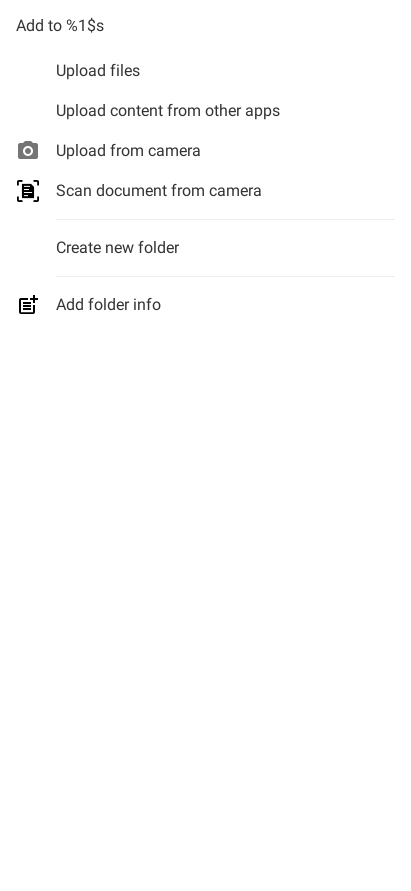 Add to %1$s
Upload files
Upload content from other apps
Upload from camera
Scan document from camera
Create new folder
Add folder info